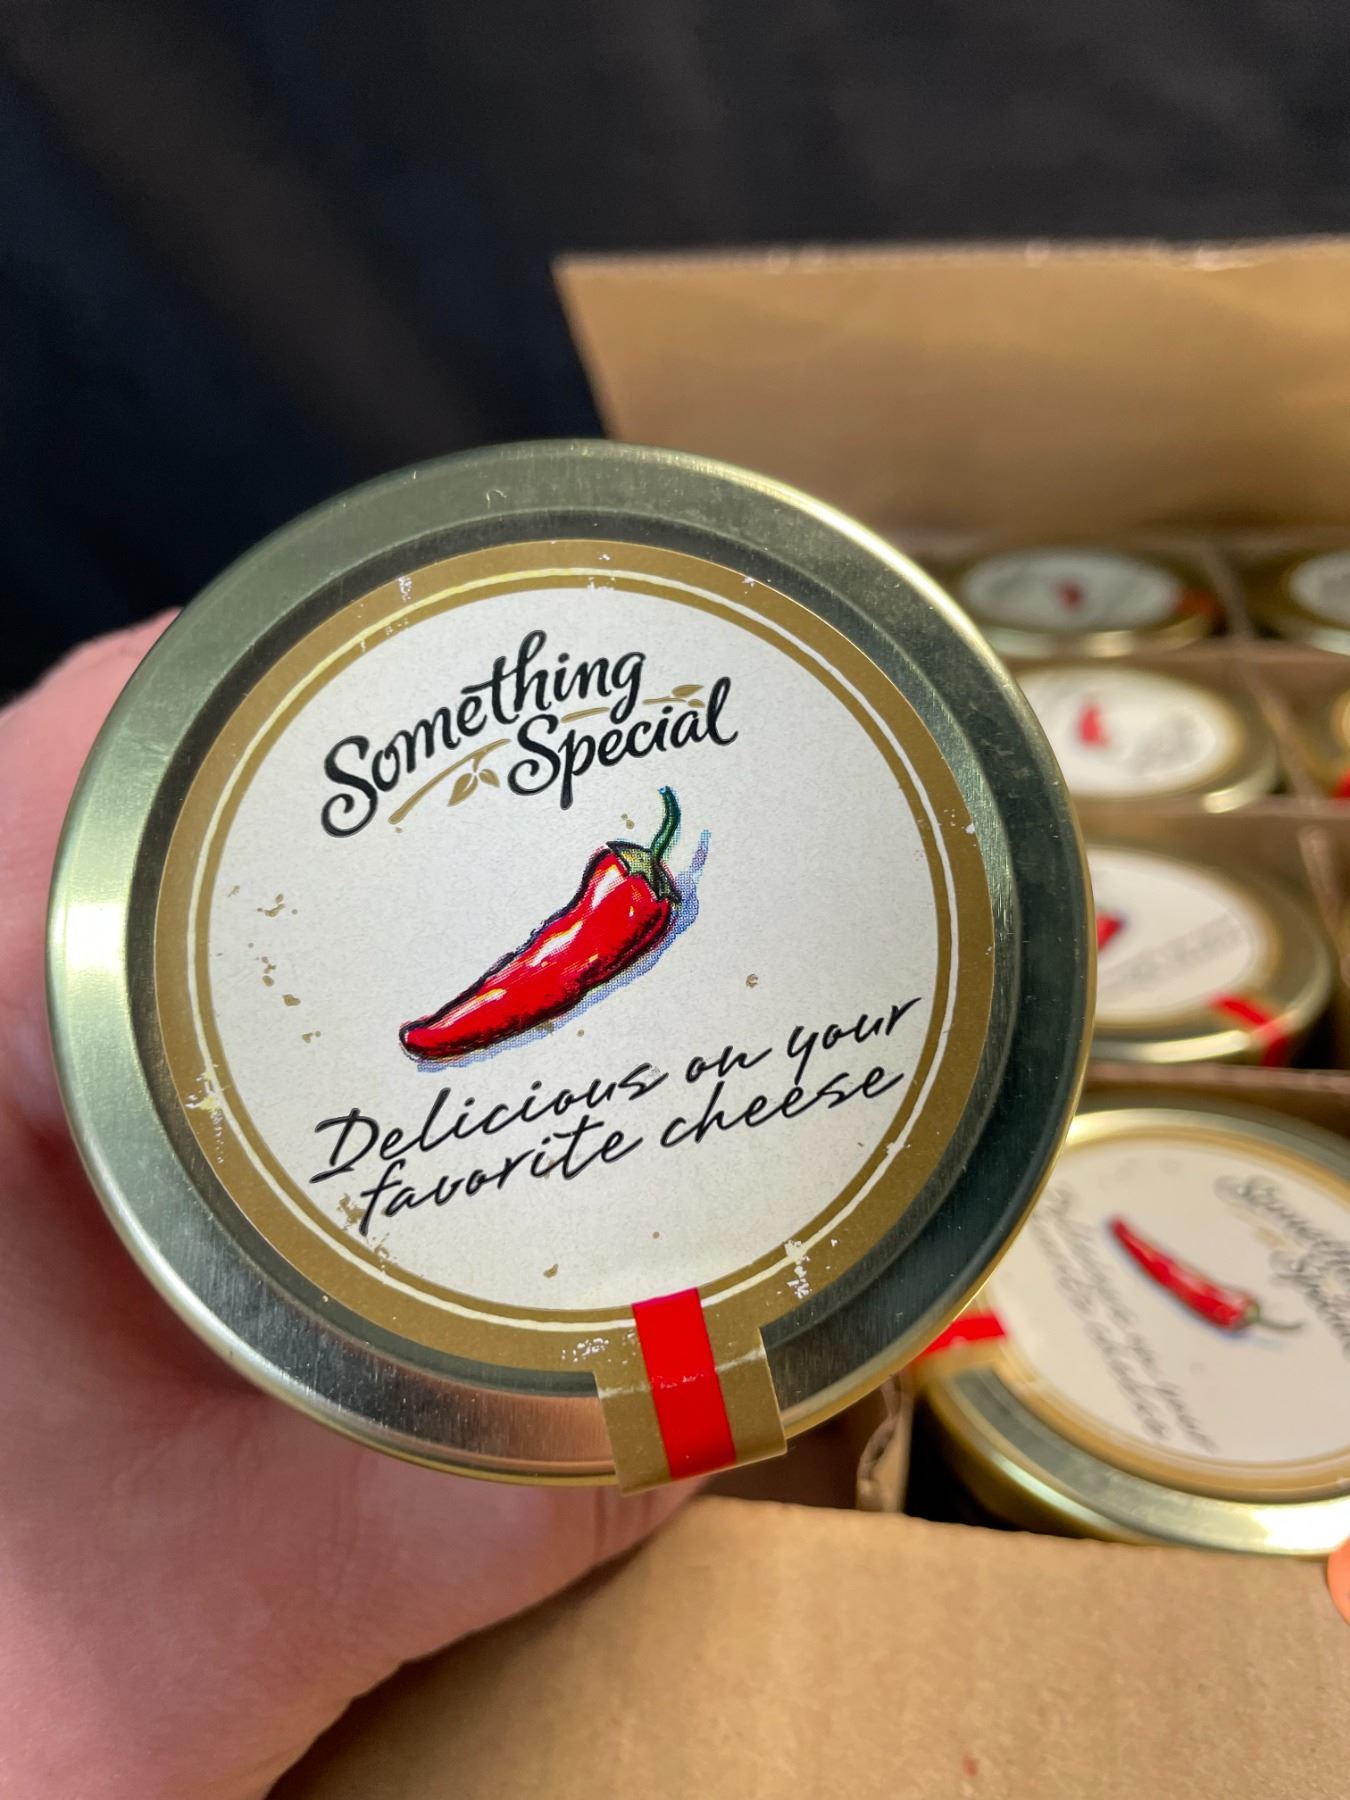 Something
Special
Delicious on your
favorite cheese